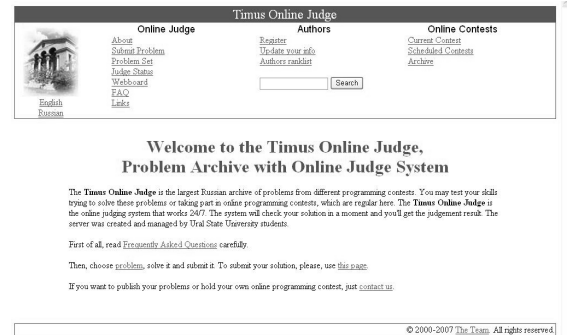 Timus Online Judge
Online Judge
About
Submit Problem
Problem Set
Judge Status
Webboard
FAQ
Links
Authors
Register
Update your info
Authors ranklist
Search
Online Contests
Current Contest
Scheduled Contests
Archive
English
Russian
Welcome to the Timus Online Judge,
Problem Archive with Online Judge System
The Timus Online Judge is the largest Russian archive of problems from different programming contests. You may test your skills
trying to solve these problems or taking part in online programming contests, which are regular here. The Timus Online Judge is
the online judging system that works 24/7. The system will check your solution in a moment and you'll get the judgement result. The
server was created and managed by Ural State University students.
First of all, read Frequently Asked Questions carefully.
Then, choose problem, solve it and submit it. To submit your solution, please, use this page.
If you want to publish your problems or hold your own online programming contest, just contact us.
© 2000-2007 The Team. All rights reserved.